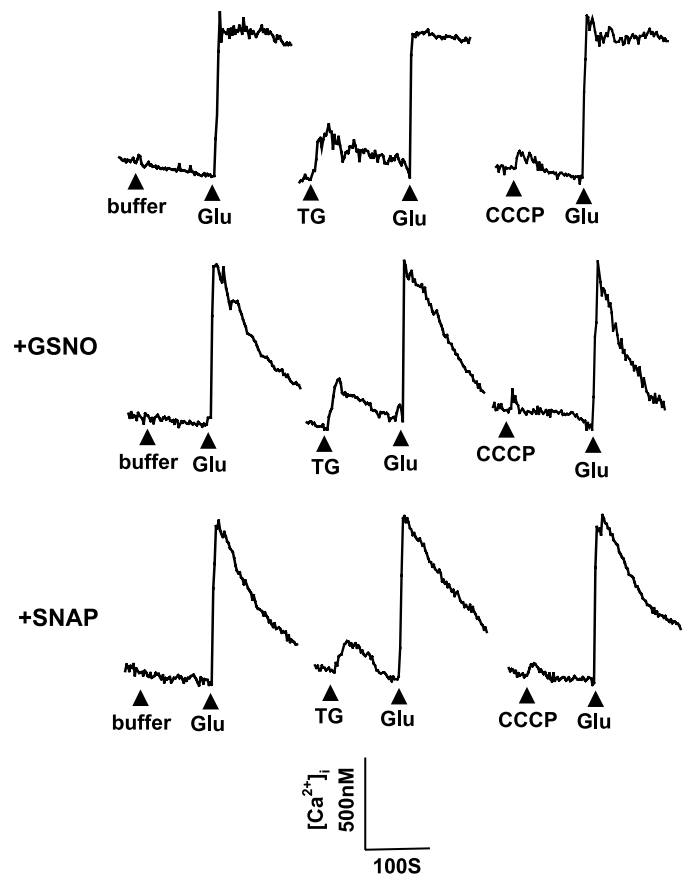 buffer Glu TG Glu CCCP Glu
+GSNO
buffer Glu TG Glu CCCP Glu
+SNAP
buffer Glu TG Glu CCCP Glu
[Ca²⁺]ᵢ
500nM
100S